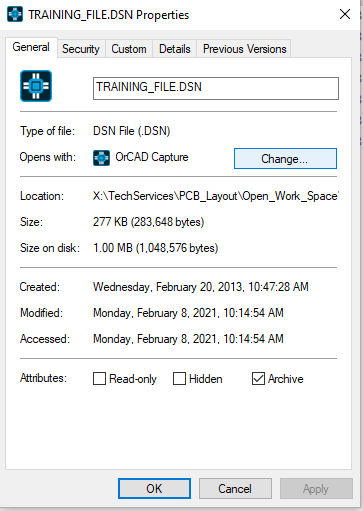 TRAINING_FILE.DSN Properties
General Security Custom Details Previous Versions
TRAINING_FILE.DSN
Type of file: DSN File (.DSN)
Opens with: OrCAD Capture Change...
Location: X:\TechServices\PCB_Layout\Open_Work_Space\
Size: 277 KB (283,648 bytes)
Size on disk: 1.00 MB (1,048,576 bytes)
Created: Wednesday, February 20, 2013, 10:47:28 AM
Modified: Monday, February 8, 2021, 10:14:54 AM
Accessed: Monday, February 8, 2021, 10:14:54 AM
Attributes: Read-only Hidden Archive
OK Cancel Apply